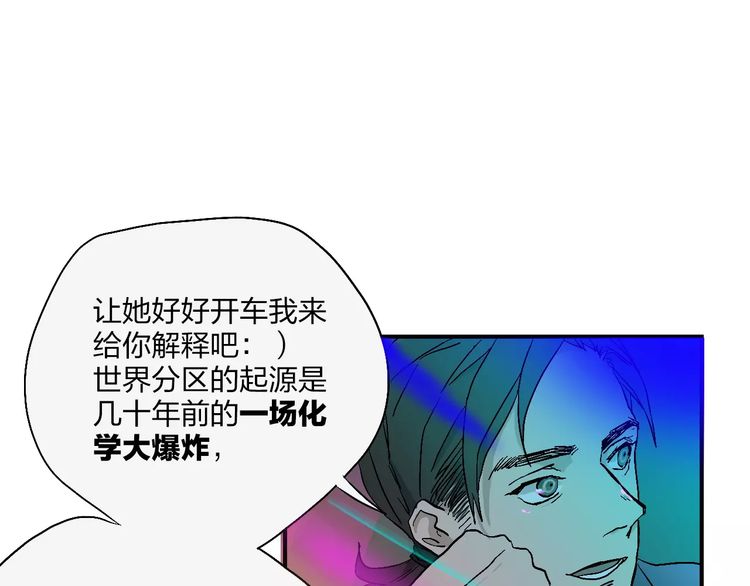 让她好好开车我来
给你解释吧：）
世界分区的起源是
几十年前的一场化
学大爆炸，